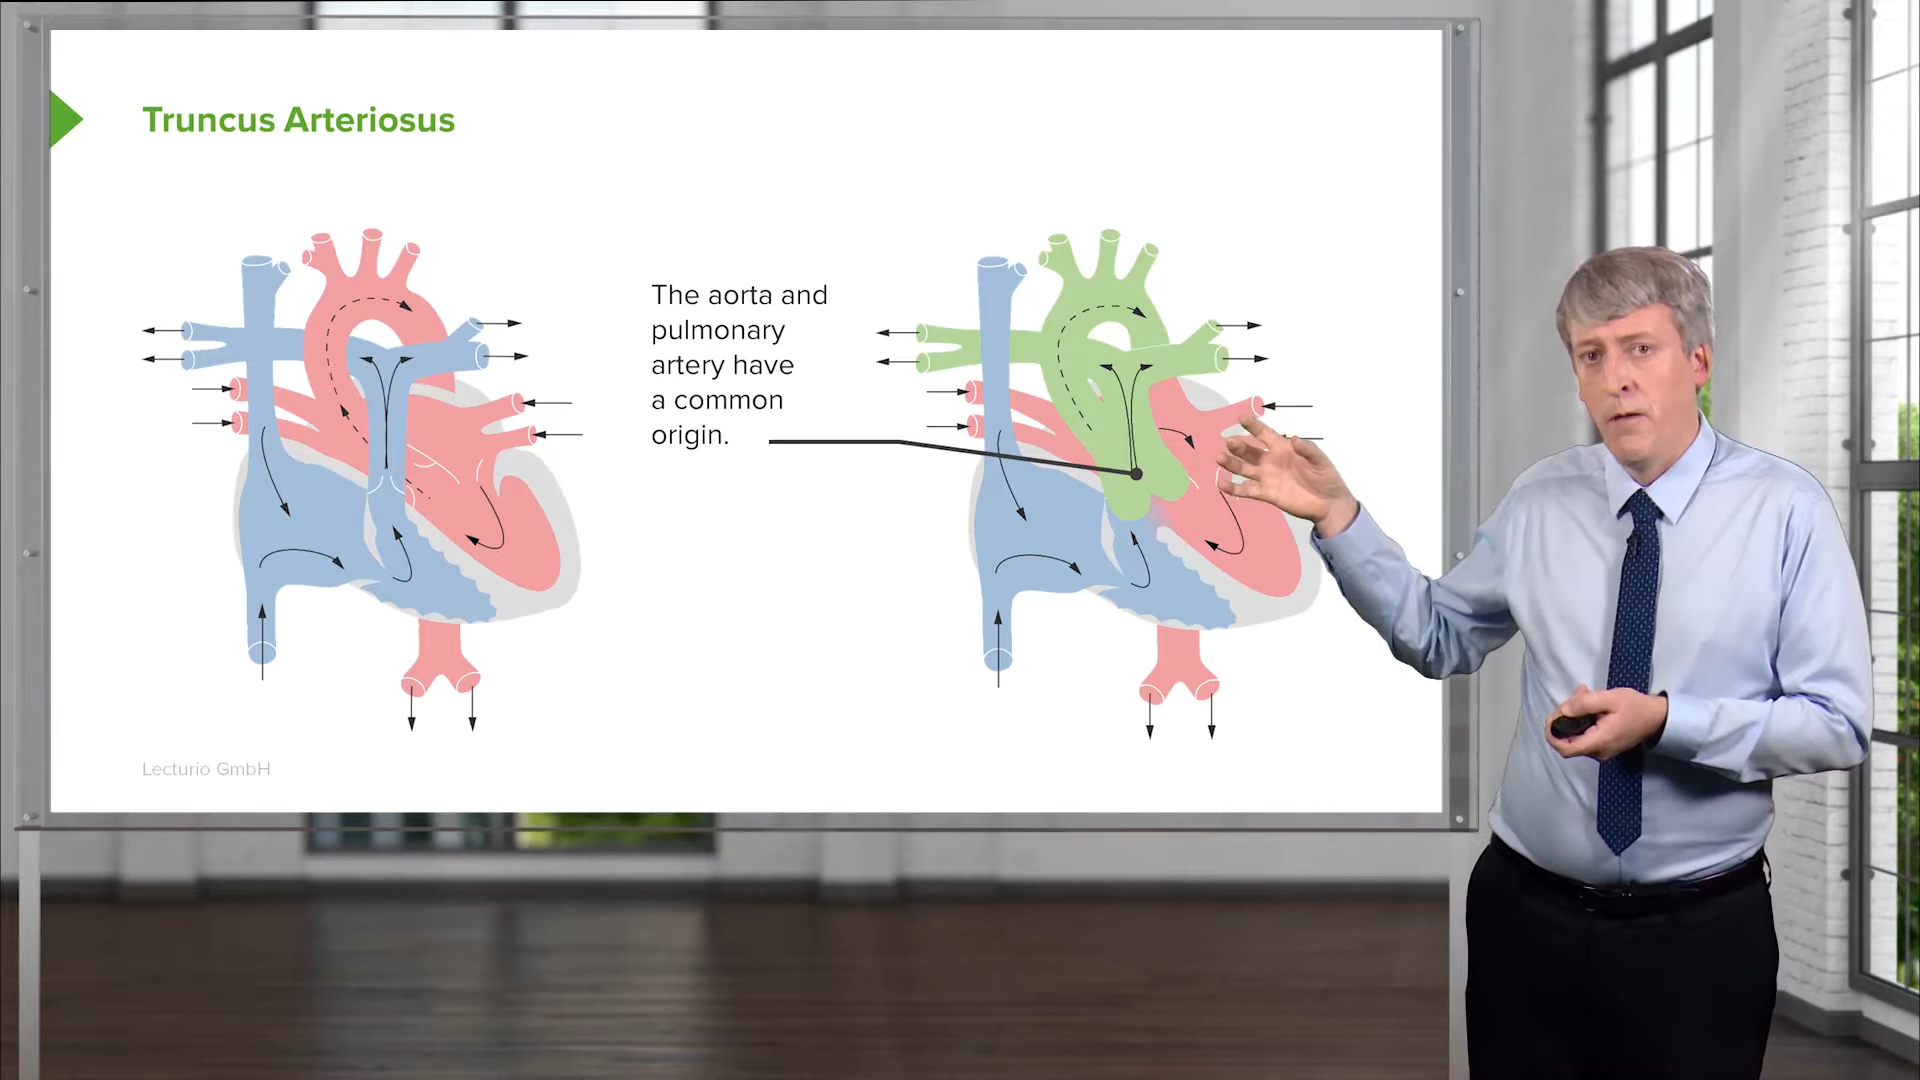 Truncus Arteriosus
The aorta and
pulmonary
artery have
a common
origin.
Lecturio GmbH